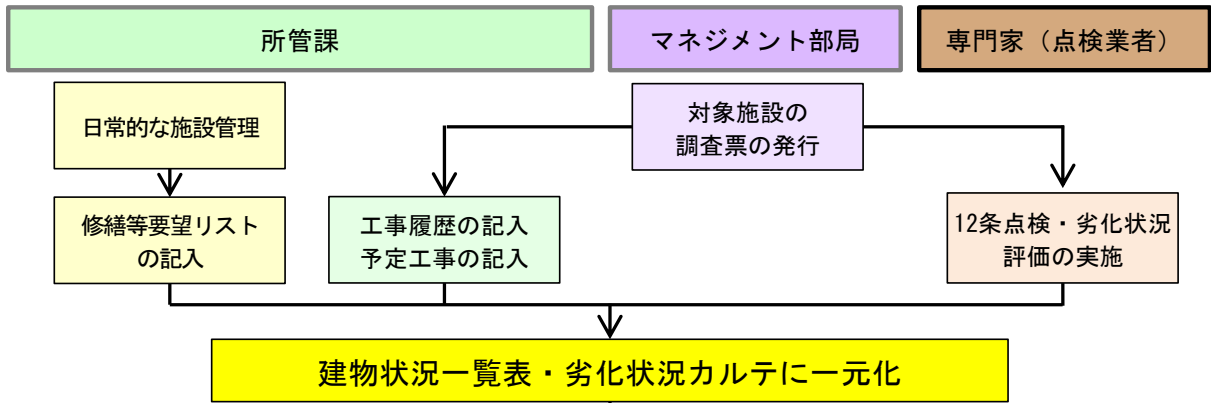 所管課
マネジメント部局
専門家（点検業者）
日常的な施設管理
対象施設の
調査票の発行
修繕等要望リスト
の記入
工事履歴の記入
予定工事の記入
12条点検・劣化状況
評価の実施
建物状況一覧表・劣化状況カルテに一元化